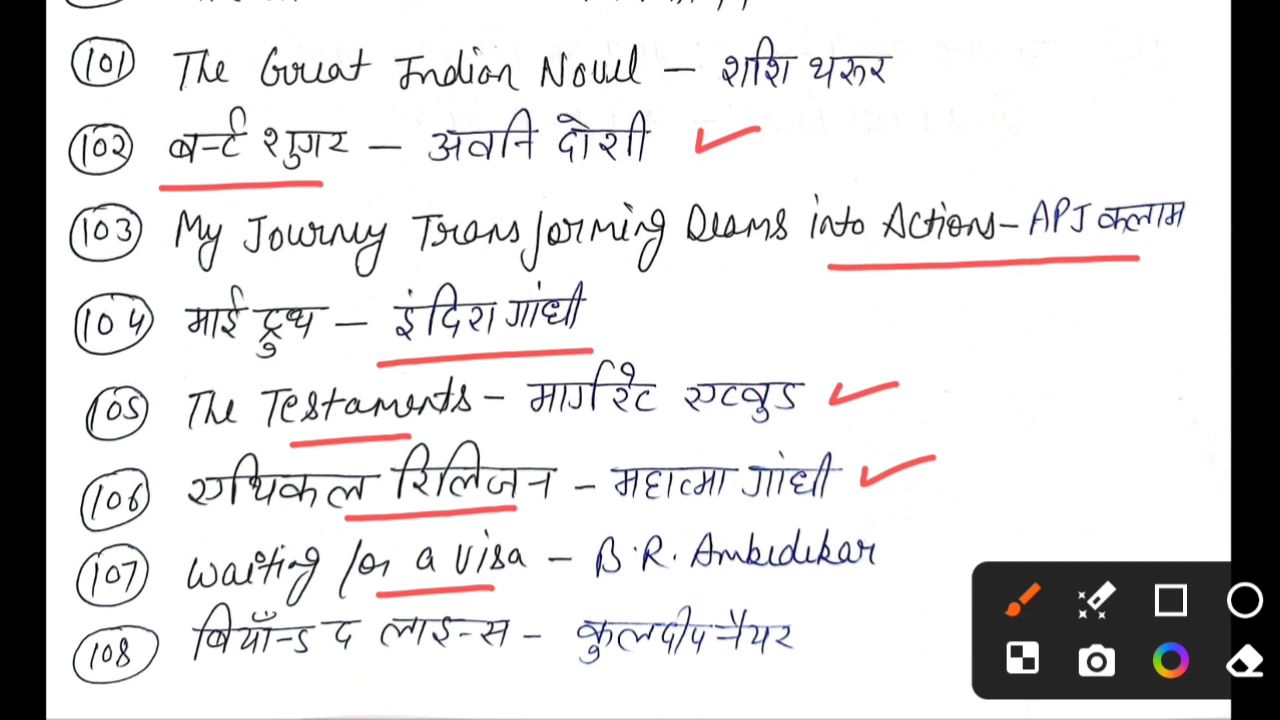 101 The Great Indian Novel – शशि थरूर
102 बर्न्ट शुगर – अवनि दोशी
103 My Journey Transforming Dreams into Actions – APJ कलाम
104 माई ट्रुथ – इंदिरा गांधी
105 The Testaments – मार्गरेट एटवुड
106 एथिकल रिलिजन – महात्मा गांधी
107 Waiting for a Visa – B.R. Ambedekar
108 बियॉन्ड द लाइन्स – कुलदीप नैयर